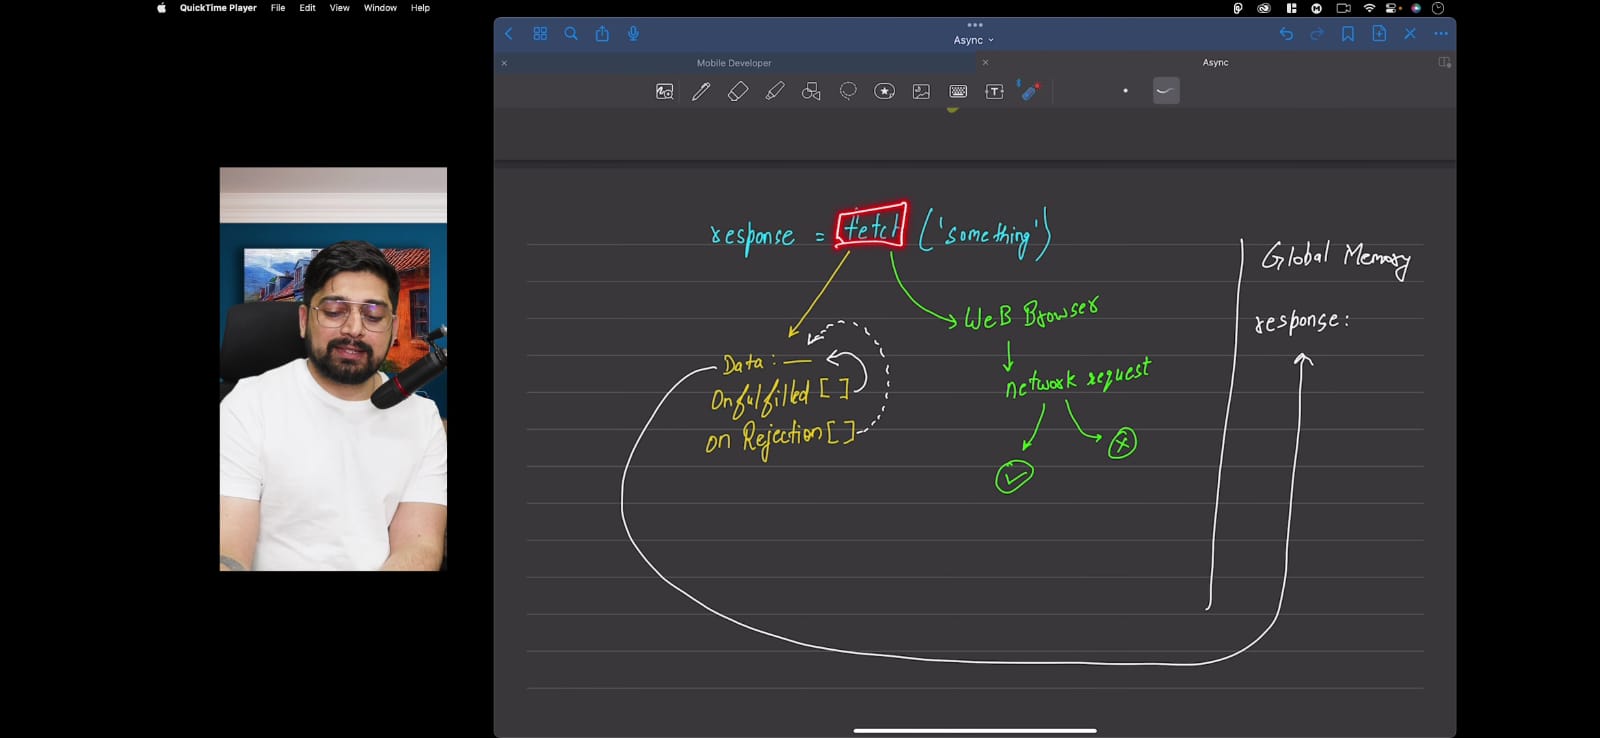 QuickTime Player File Edit View Window Help
Async
Mobile Developer
Async
response = fetch ('something')
Global Memory
response:
WeB Browser
Data: —
Onfulfilled [ ]
on Rejection [ ]
network request